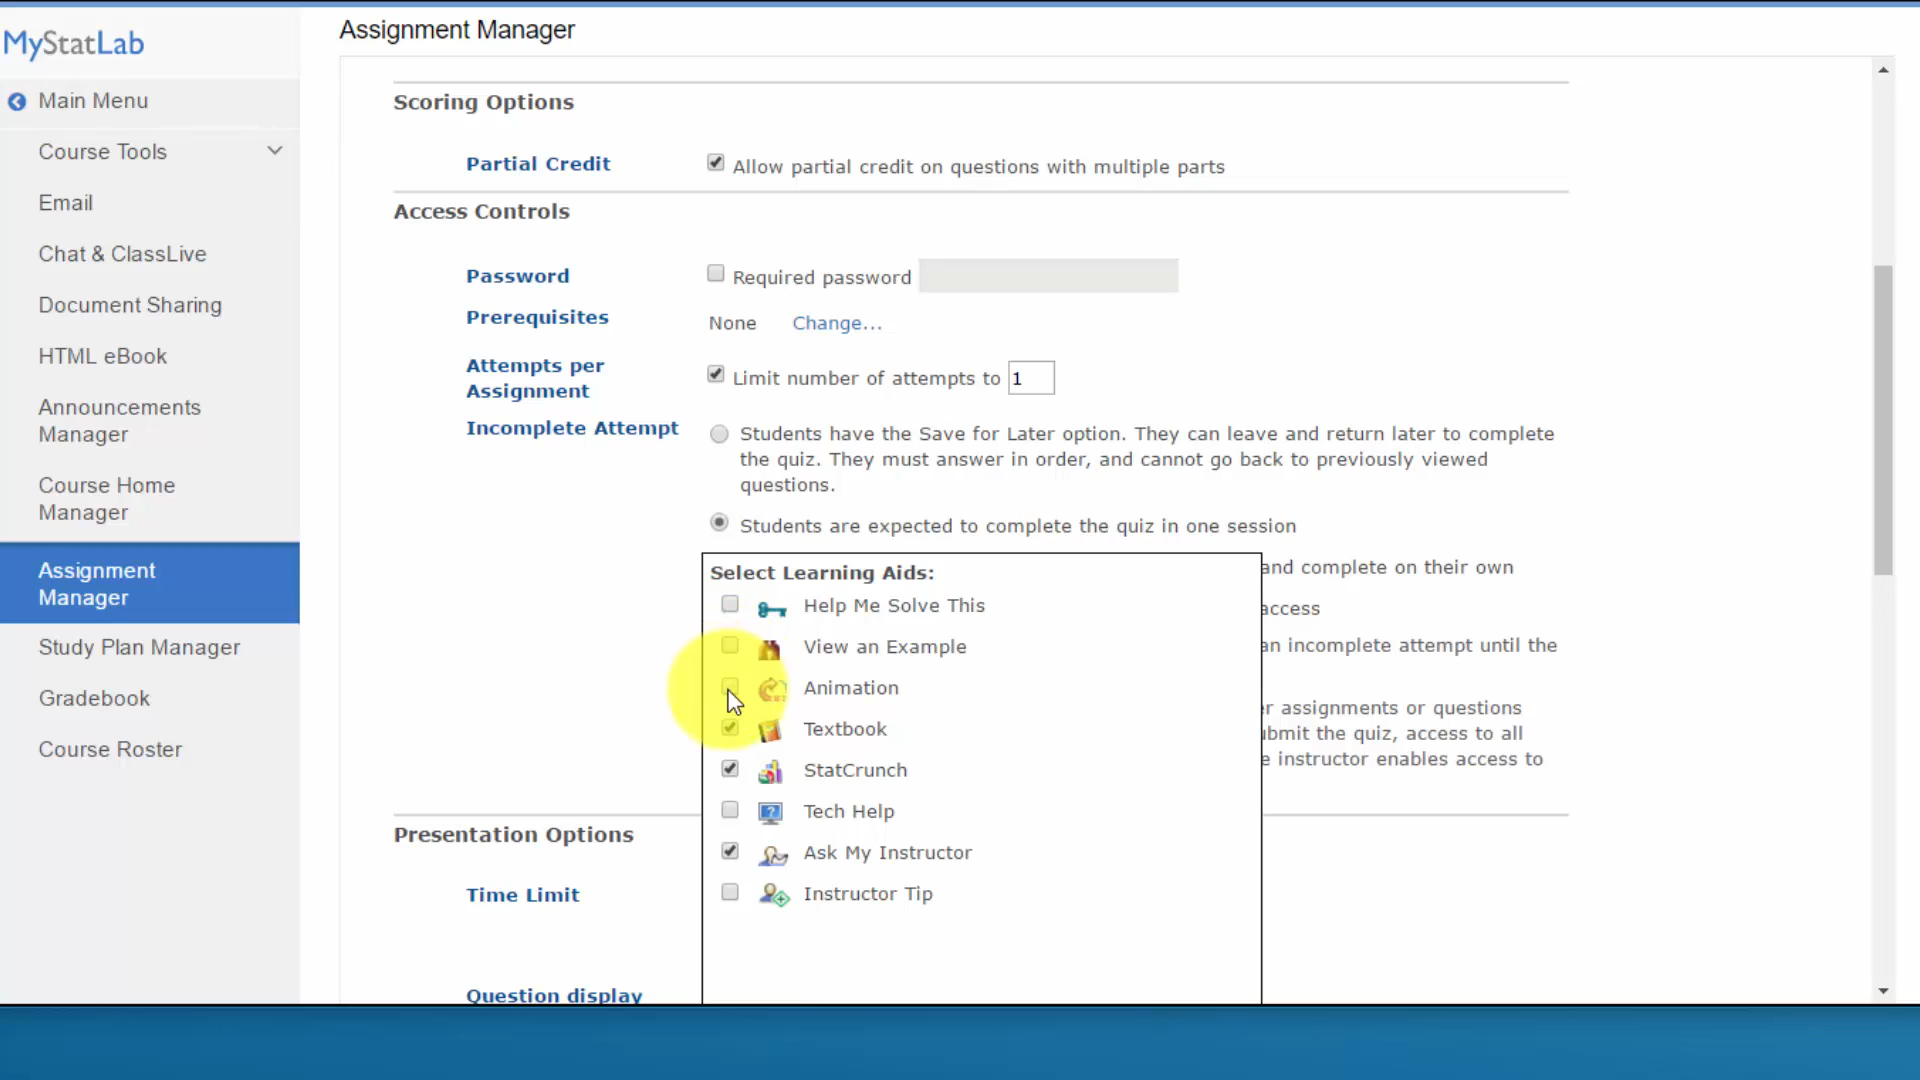 MyStatLab
Main Menu
Course Tools
Email
Chat & ClassLive
Document Sharing
HTML eBook
Announcements
Manager
Course Home
Manager
Assignment
Manager
Study Plan Manager
Gradebook
Course Roster
Assignment Manager
Scoring Options
Partial Credit
Allow partial credit on questions with multiple parts
Access Controls
Password
Required password
Prerequisites
None Change...
Attempts per
Assignment
Limit number of attempts to 1
Incomplete Attempt
Students have the Save for Later option. They can leave and return later to complete
the quiz. They must answer in order, and cannot go back to previously viewed
questions.
Students are expected to complete the quiz in one session
and complete on their own
access
an incomplete attempt until the
assignments or questions
submit the quiz, access to all
instructor enables access to
Select Learning Aids:
Help Me Solve This
View an Example
Animation
Textbook
StatCrunch
Tech Help
Ask My Instructor
Instructor Tip
Presentation Options
Time Limit
Question display